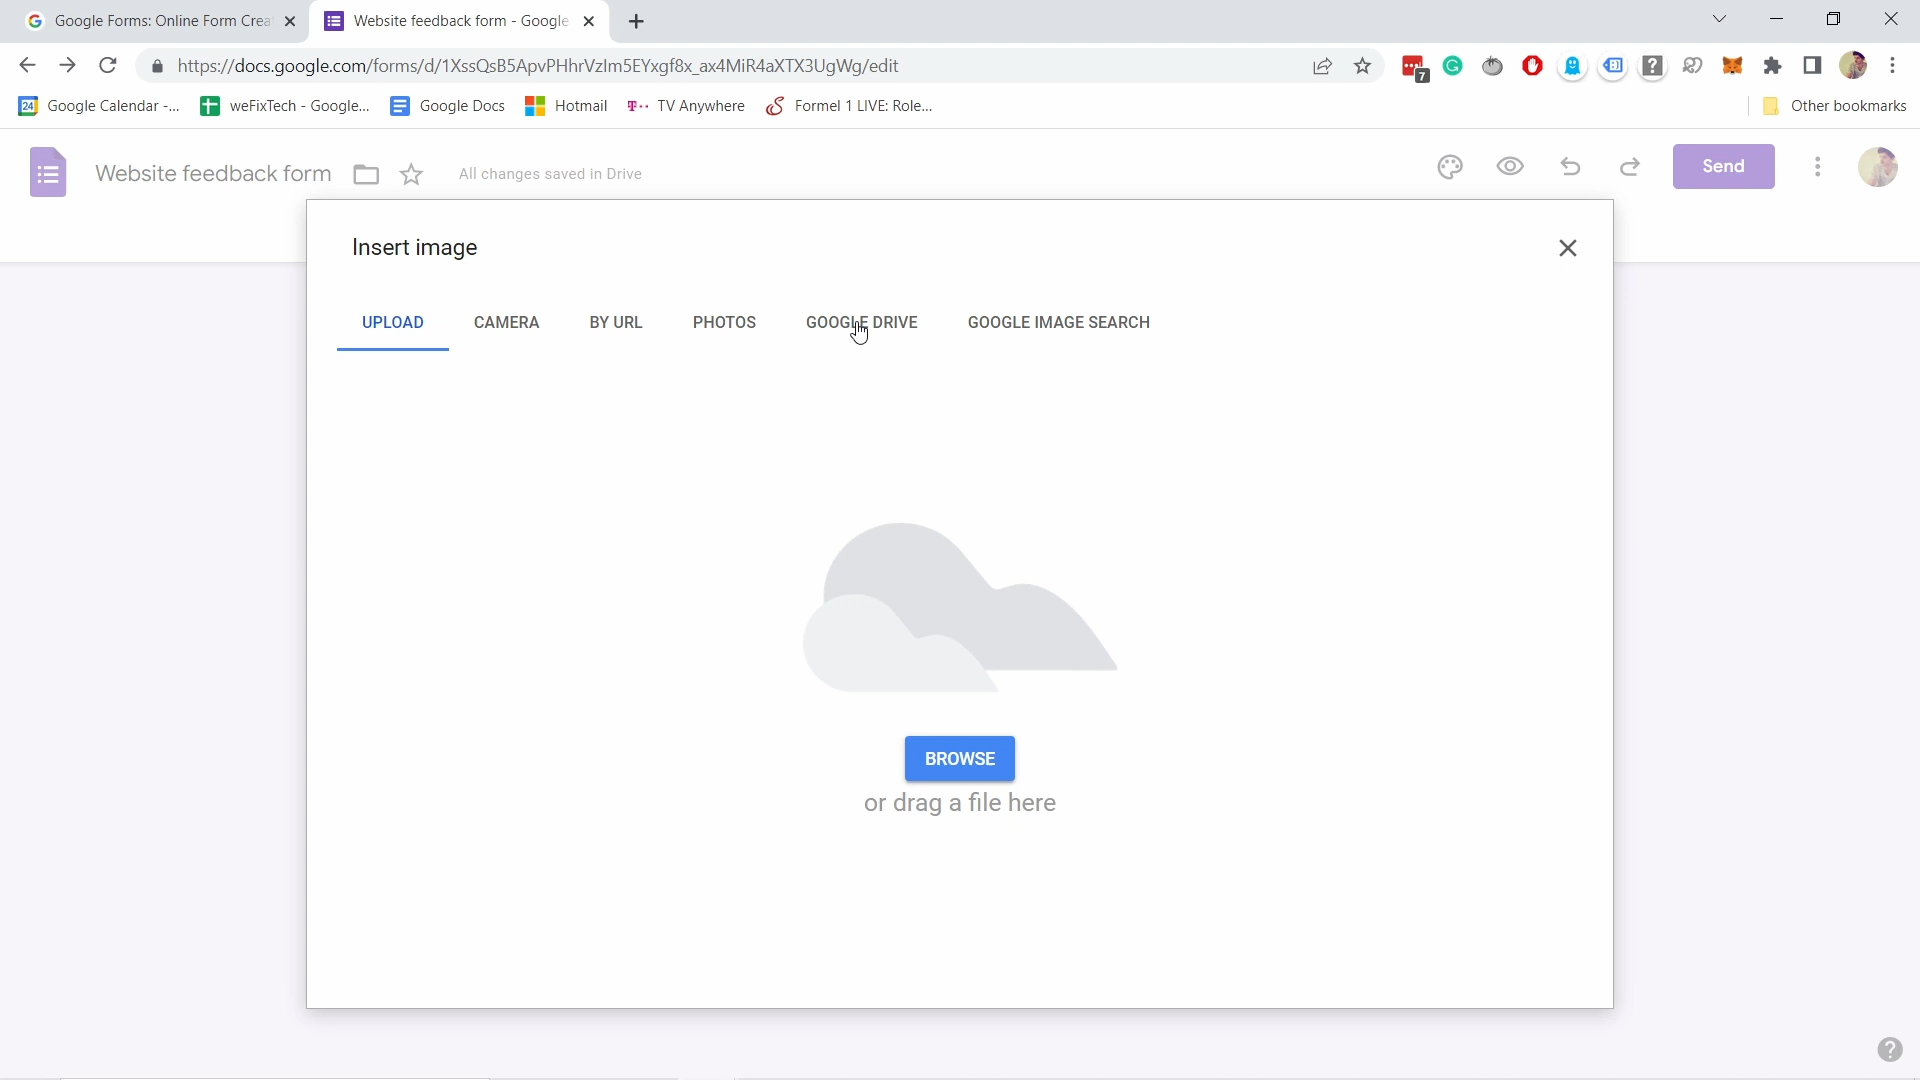 Google Forms: Online Form Crea
Website feedback form - Google
https://docs.google.com/forms/d/1XssQsB5ApvPHhrVzlm5EYxgf8x_ax4MiR4aXTX3UgWg/edit
7
24 Google Calendar -...
weFixTech - Google...
Google Docs
Hotmail
T·· TV Anywhere
Formel 1 LIVE: Role...
Other bookmarks
Website feedback form
All changes saved in Drive
Send
Insert image
UPLOAD
CAMERA
BY URL
PHOTOS
GOOGLE DRIVE
GOOGLE IMAGE SEARCH
BROWSE
or drag a file here